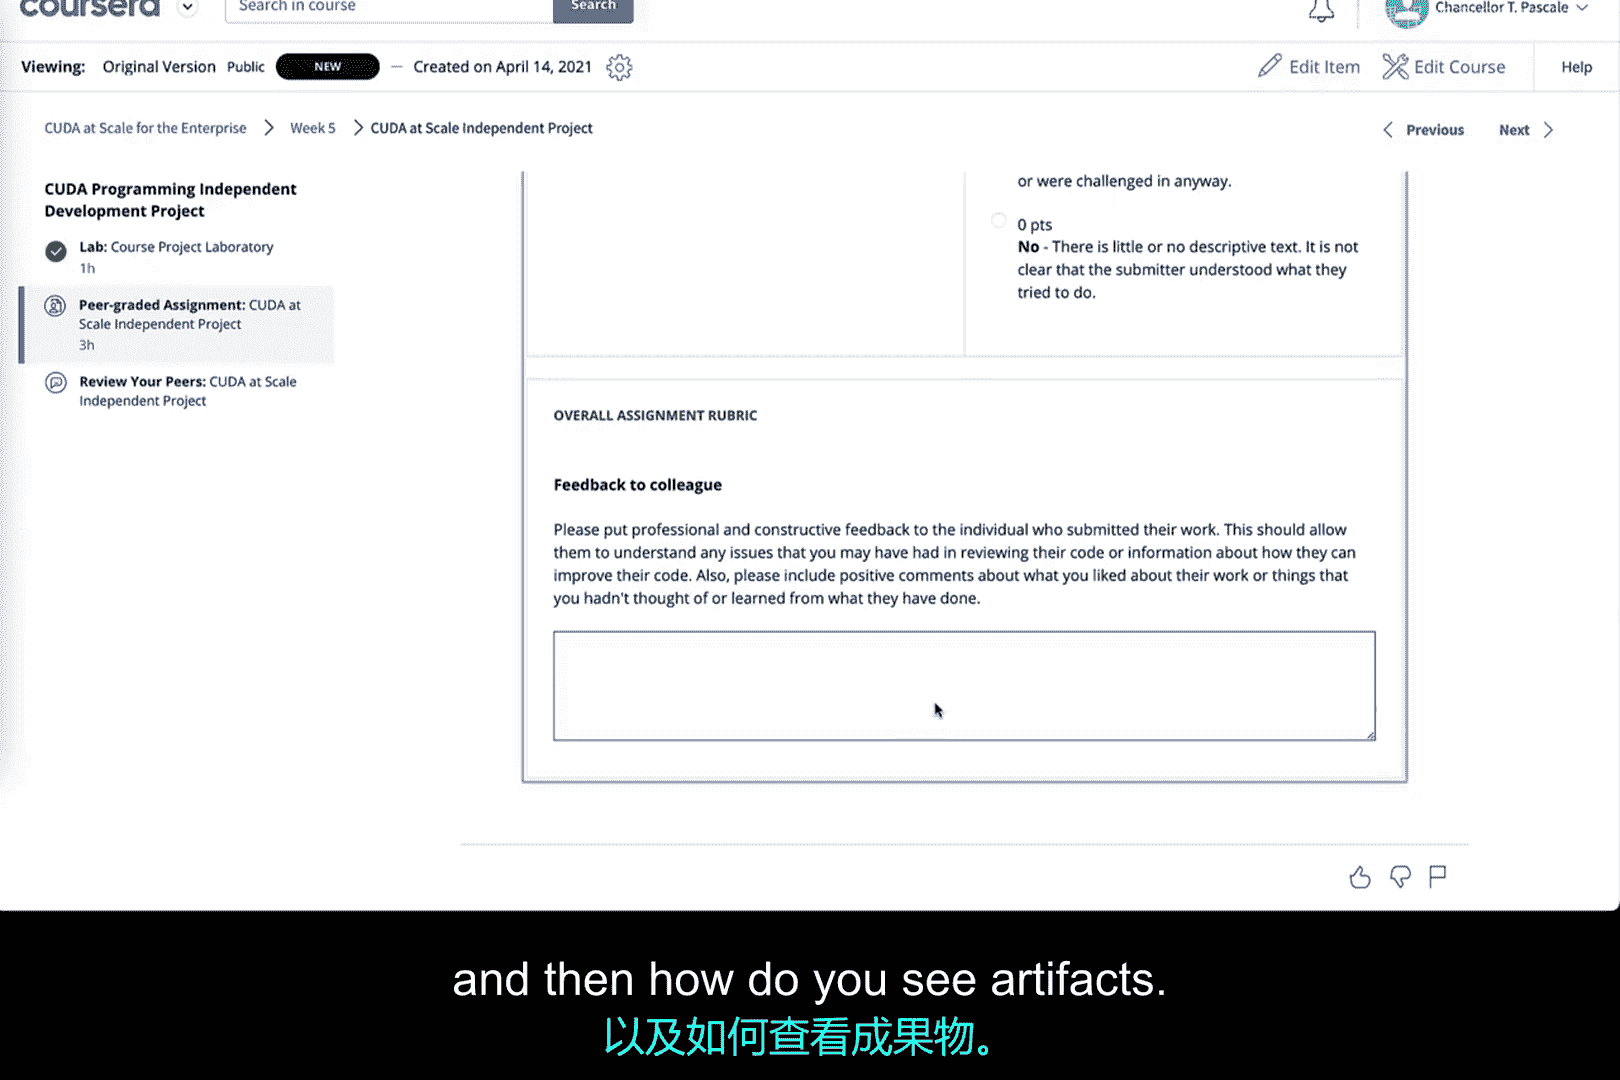 coursera
Search in course
Search
Chancellor T. Pascale
Viewing: Original Version Public NEW — Created on April 14, 2021
Edit Item
Edit Course
Help
CUDA at Scale for the Enterprise > Week 5 > CUDA at Scale Independent Project
Previous
Next
CUDA Programming Independent
Development Project
Lab: Course Project Laboratory
1h
Peer-graded Assignment: CUDA at
Scale Independent Project
3h
Review Your Peers: CUDA at Scale
Independent Project
or were challenged in anyway.
0 pts
No - There is little or no descriptive text. It is not
clear that the submitter understood what they
tried to do.
OVERALL ASSIGNMENT RUBRIC
Feedback to colleague
Please put professional and constructive feedback to the individual who submitted their work. This should allow
them to understand any issues that you may have had in reviewing their code or information about how they can
improve their code. Also, please include positive comments about what you liked about their work or things that
you hadn't thought of or learned from what they have done.
and then how do you see artifacts.
以及如何查看成果物。